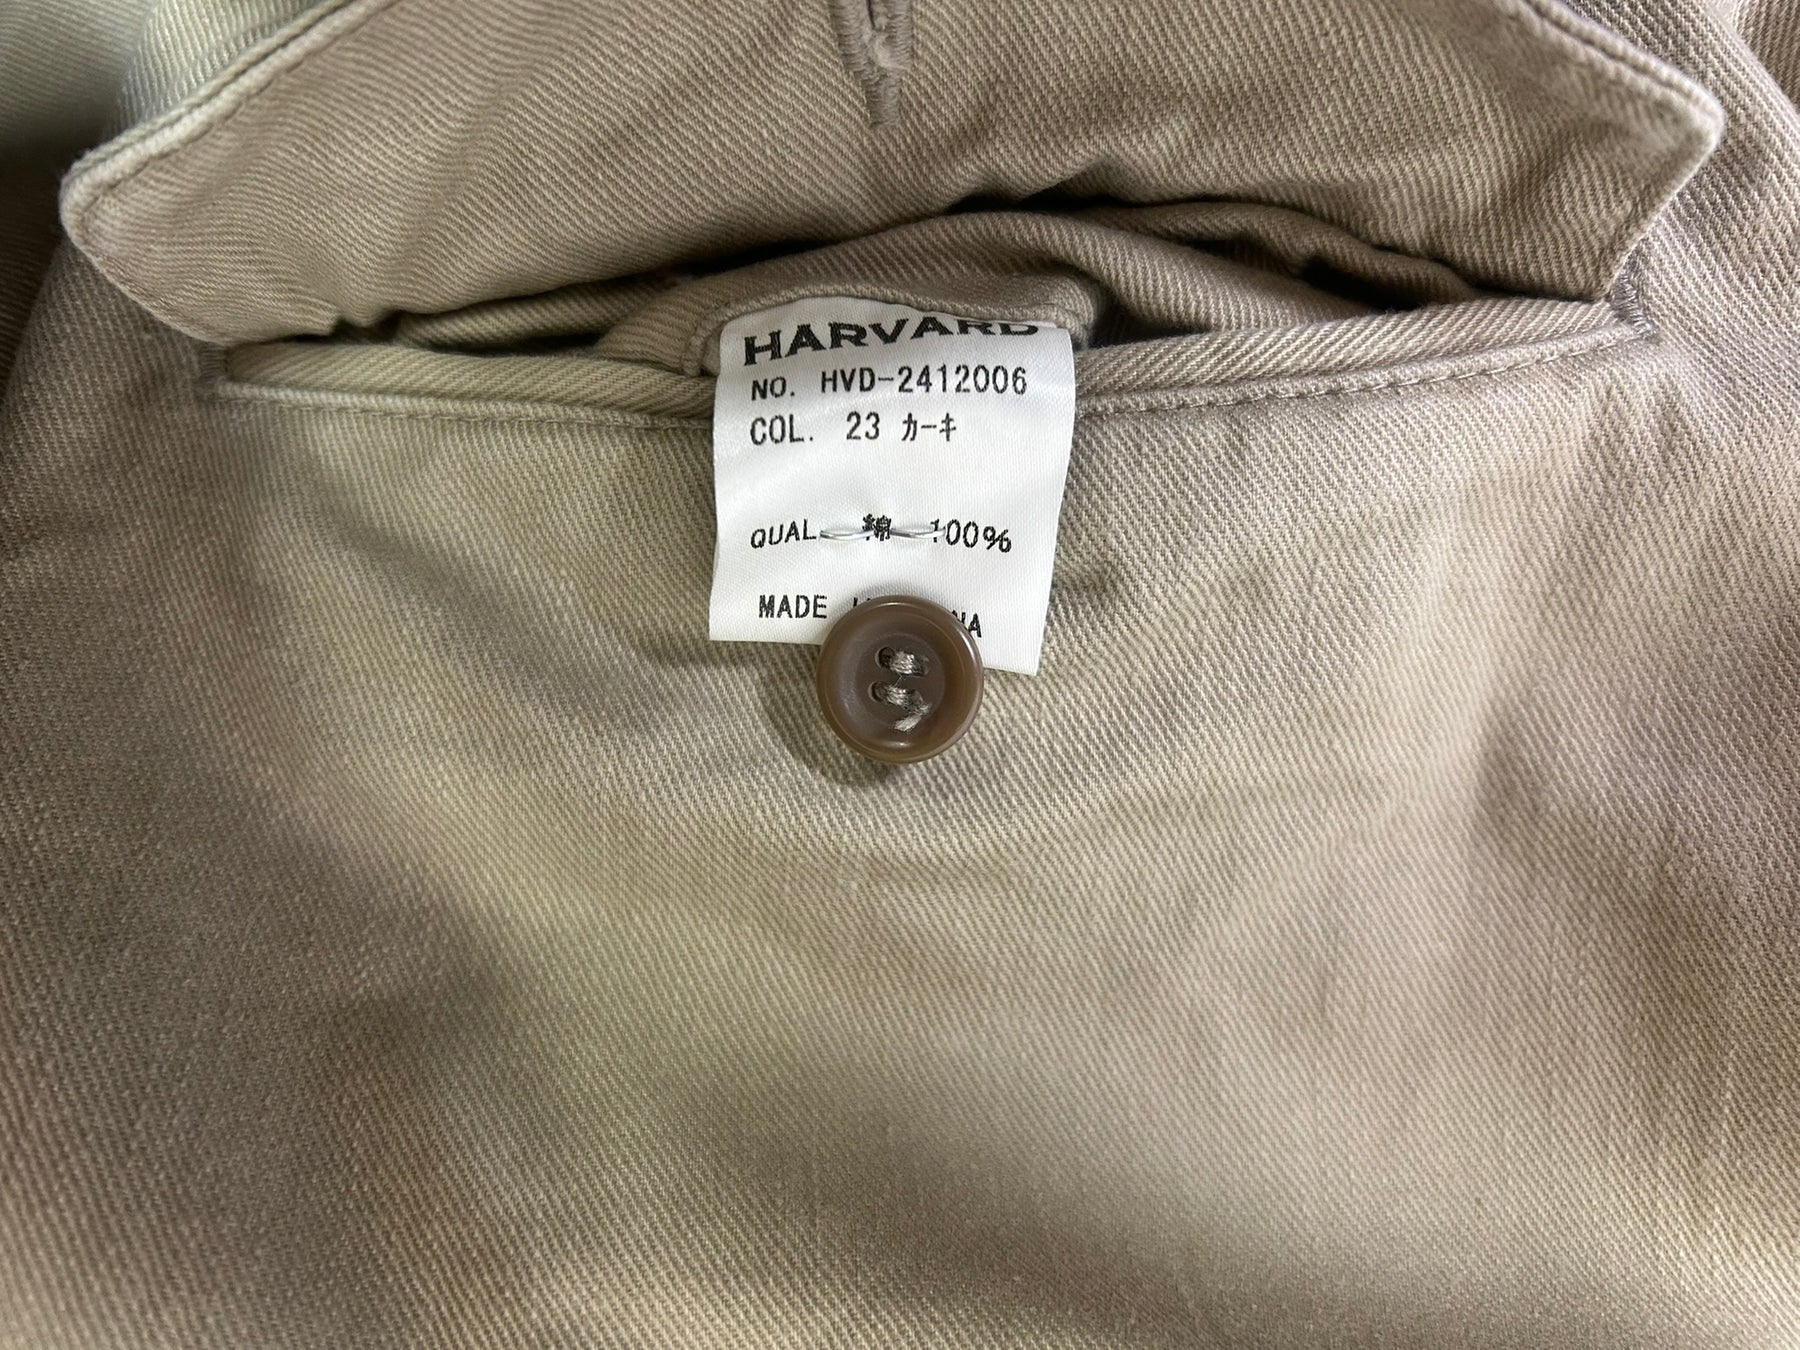 HARVARD
NO. HVD-2412006
COL. 23 カーキ
QUAL 綿 100%
MADE